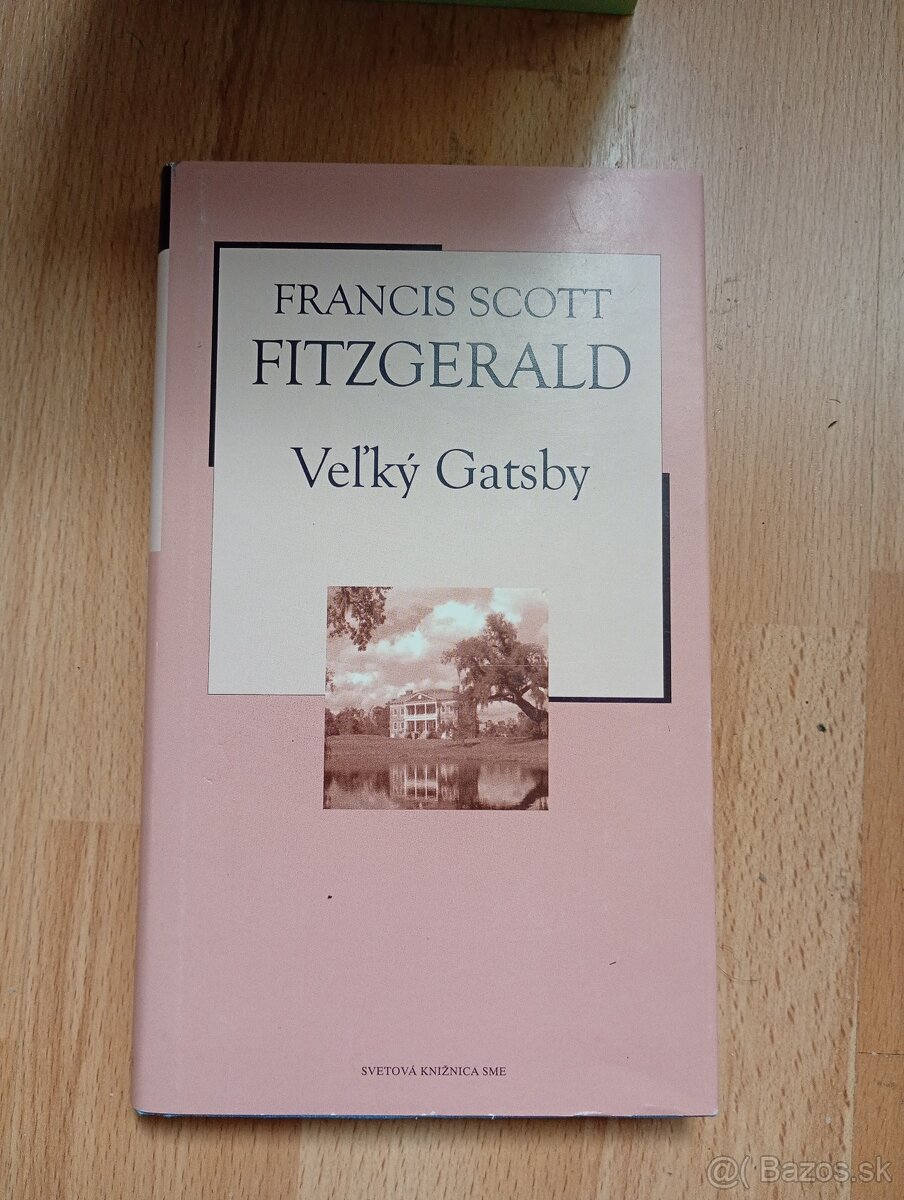 FRANCIS SCOTT
FITZGERALD
Veľký Gatsby
SVETOVÁ KNIŽNICA SME
@( Bazos.sk